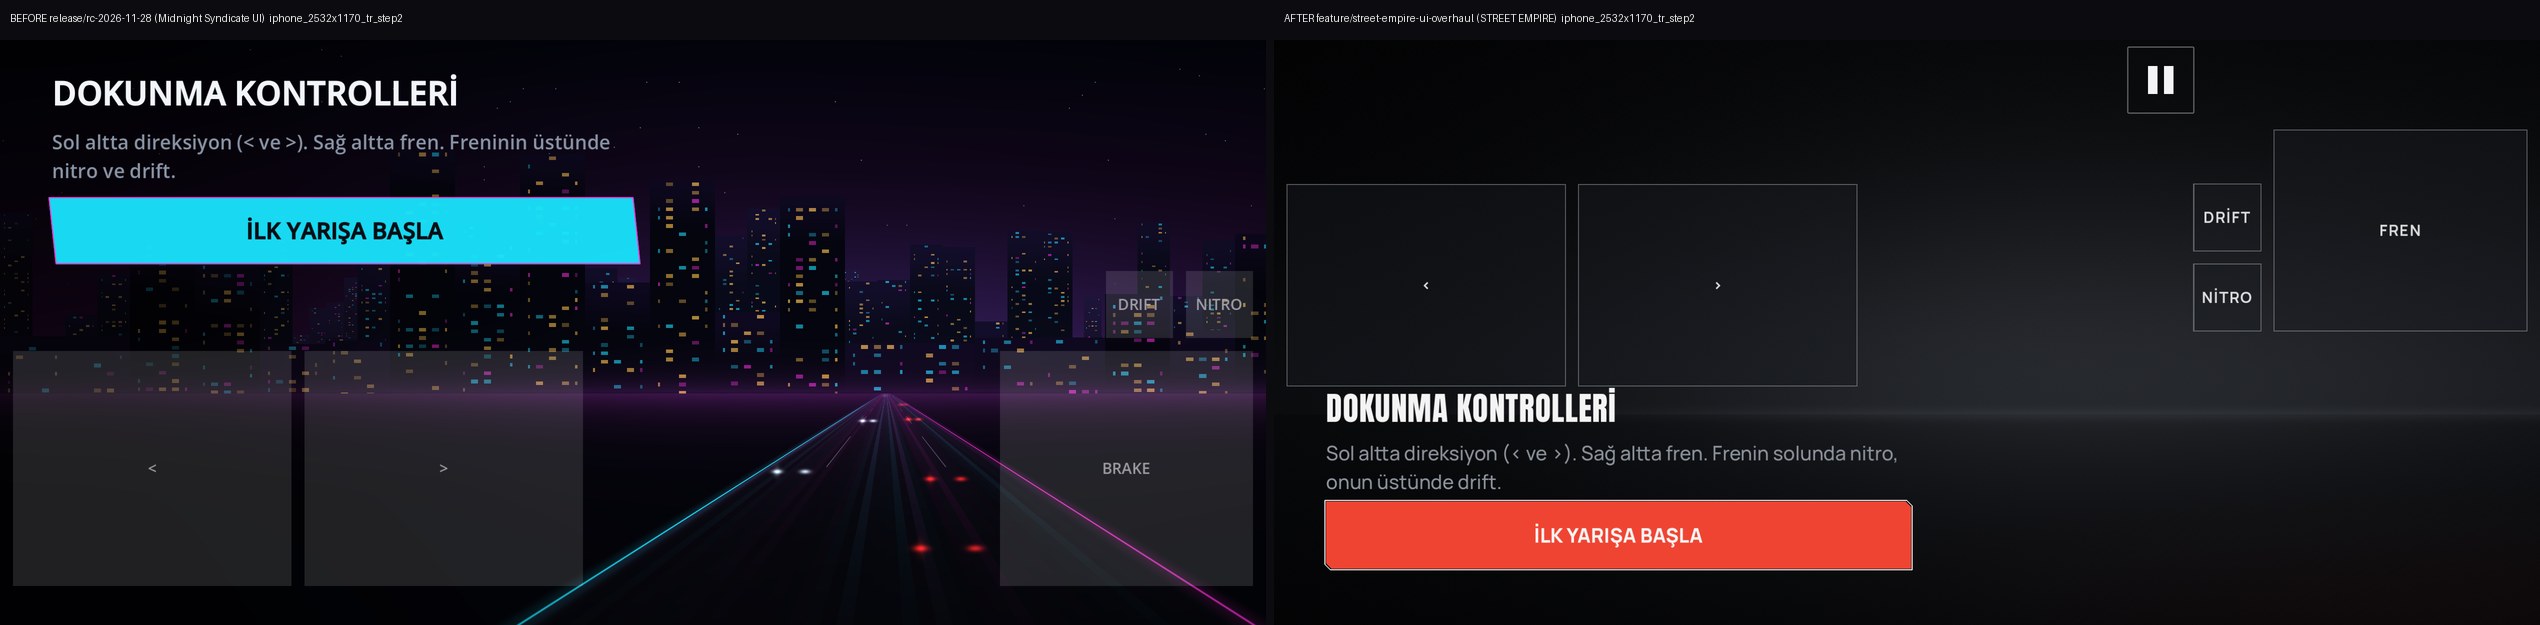 BEFORE release/rc-2026-11-28 (Midnight Syndicate UI) iphone_2532x1170_tr_step2
DOKUNMA KONTROLLERİ
Sol altta direksiyon (< ve >). Sağ altta fren. Freninin üstünde
nitro ve drift.
İLK YARIŞA BAŞLA
DRIFT
NITRO
<
>
BRAKE
AFTER feature/street-empire-ui-overhaul (STREET EMPIRE) iphone_2532x1170_tr_step2
DRİFT
FREN
NİTRO
‹
›
DOKUNMA KONTROLLERİ
Sol altta direksiyon (‹ ve ›). Sağ altta fren. Frenin solunda nitro,
onun üstünde drift.
İLK YARIŞA BAŞLA